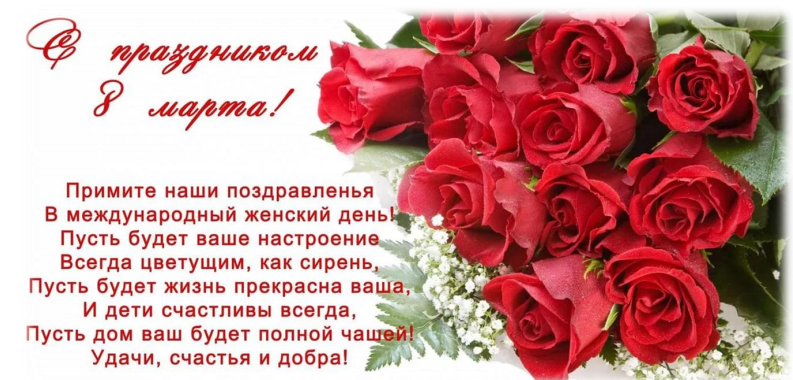 С праздником
8 марта!
Примите наши поздравленья
В международный женский день!
Пусть будет ваше настроение
Всегда цветущим, как сирень,
Пусть будет жизнь прекрасна ваша,
И дети счастливы всегда,
Пусть дом ваш будет полной чашей!
Удачи, счастья и добра!